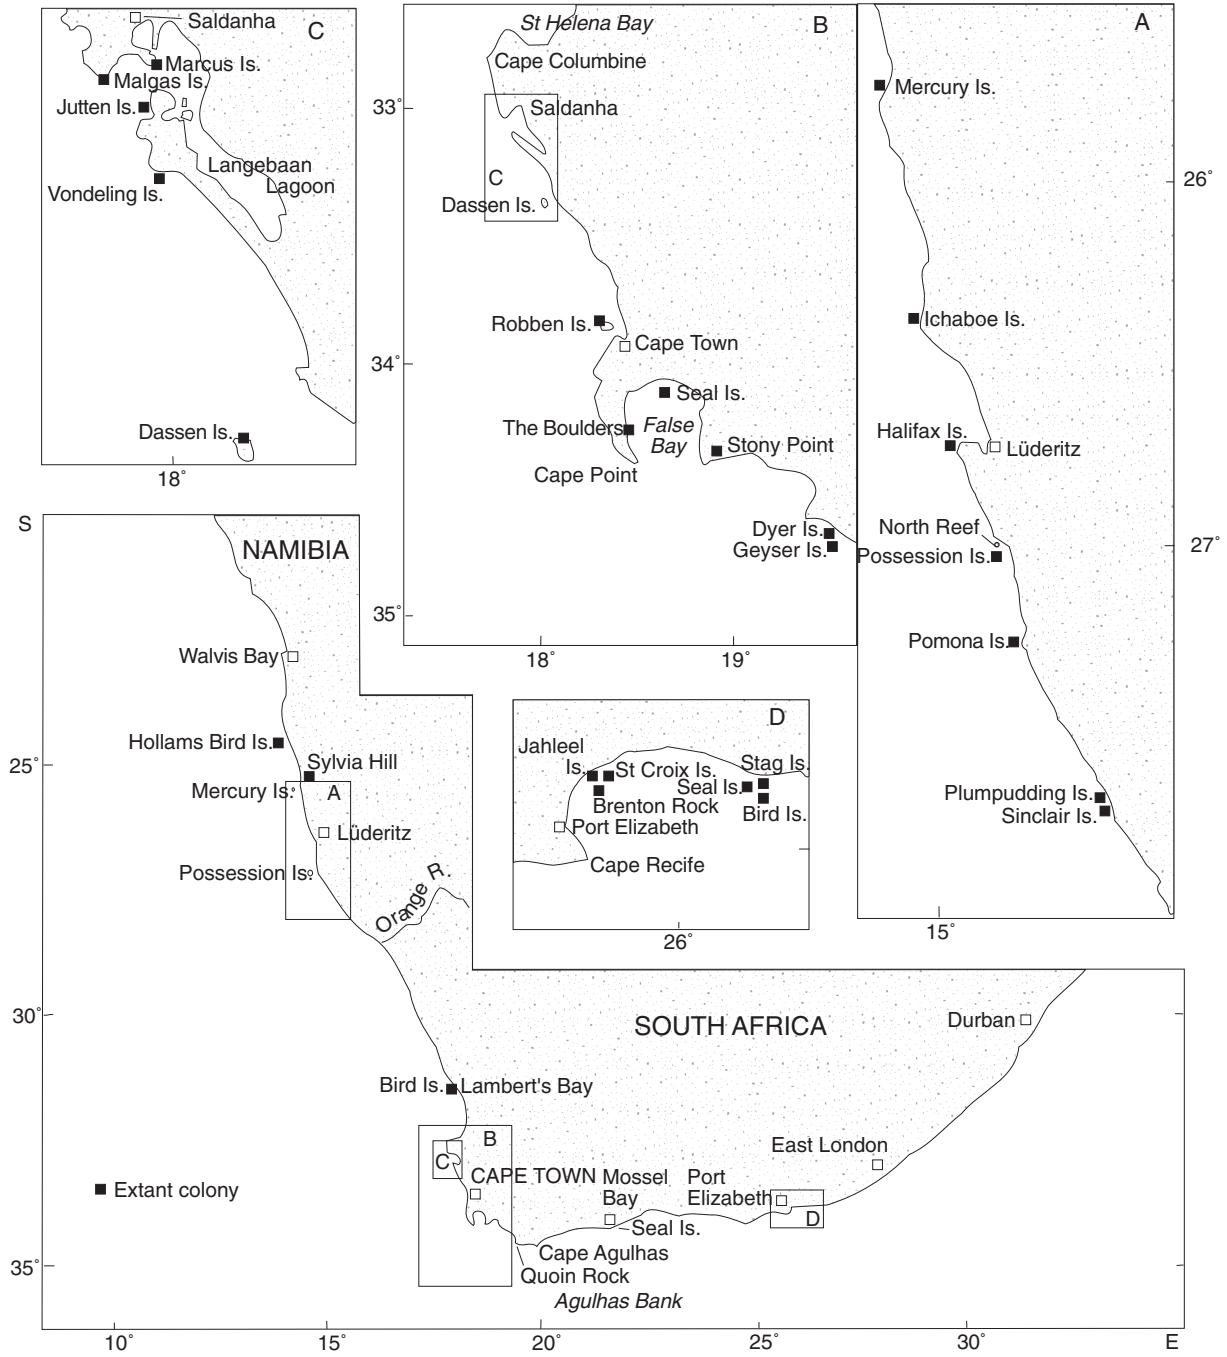 Saldanha
C
Marcus Is.
Malgas Is.
Jutten Is.
Langebaan
Lagoon
Vondeling Is.
Dassen Is.
18°
St Helena Bay
B
Cape Columbine
33°
Saldanha
C
Dassen Is.
Robben Is.
Cape Town
34°
Seal Is.
The Boulders
False
Bay
Stony Point
Cape Point
Dyer Is.
Geyser Is.
35°
18°
19°
A
Mercury Is.
26°
Ichaboe Is.
Halifax Is.
Lüderitz
North Reef
27°
Possession Is.
Pomona Is.
Plumpudding Is.
Sinclair Is.
15°
D
Jahleel
Is.
St Croix Is.
Stag Is.
Seal Is.
Brenton Rock
Bird Is.
Port Elizabeth
Cape Recife
26°
S
NAMIBIA
Walvis Bay
Hollams Bird Is.
25°
Sylvia Hill
Mercury Is.
A
Lüderitz
Possession Is.
Orange R.
30°
SOUTH AFRICA
Durban
Bird Is.
Lambert's Bay
B
C
East London
CAPE TOWN
Mossel
Bay
Port
Elizabeth
Extant colony
D
Seal Is.
Cape Agulhas
35°
Quoin Rock
Agulhas Bank
10°
15°
20°
25°
30°
E